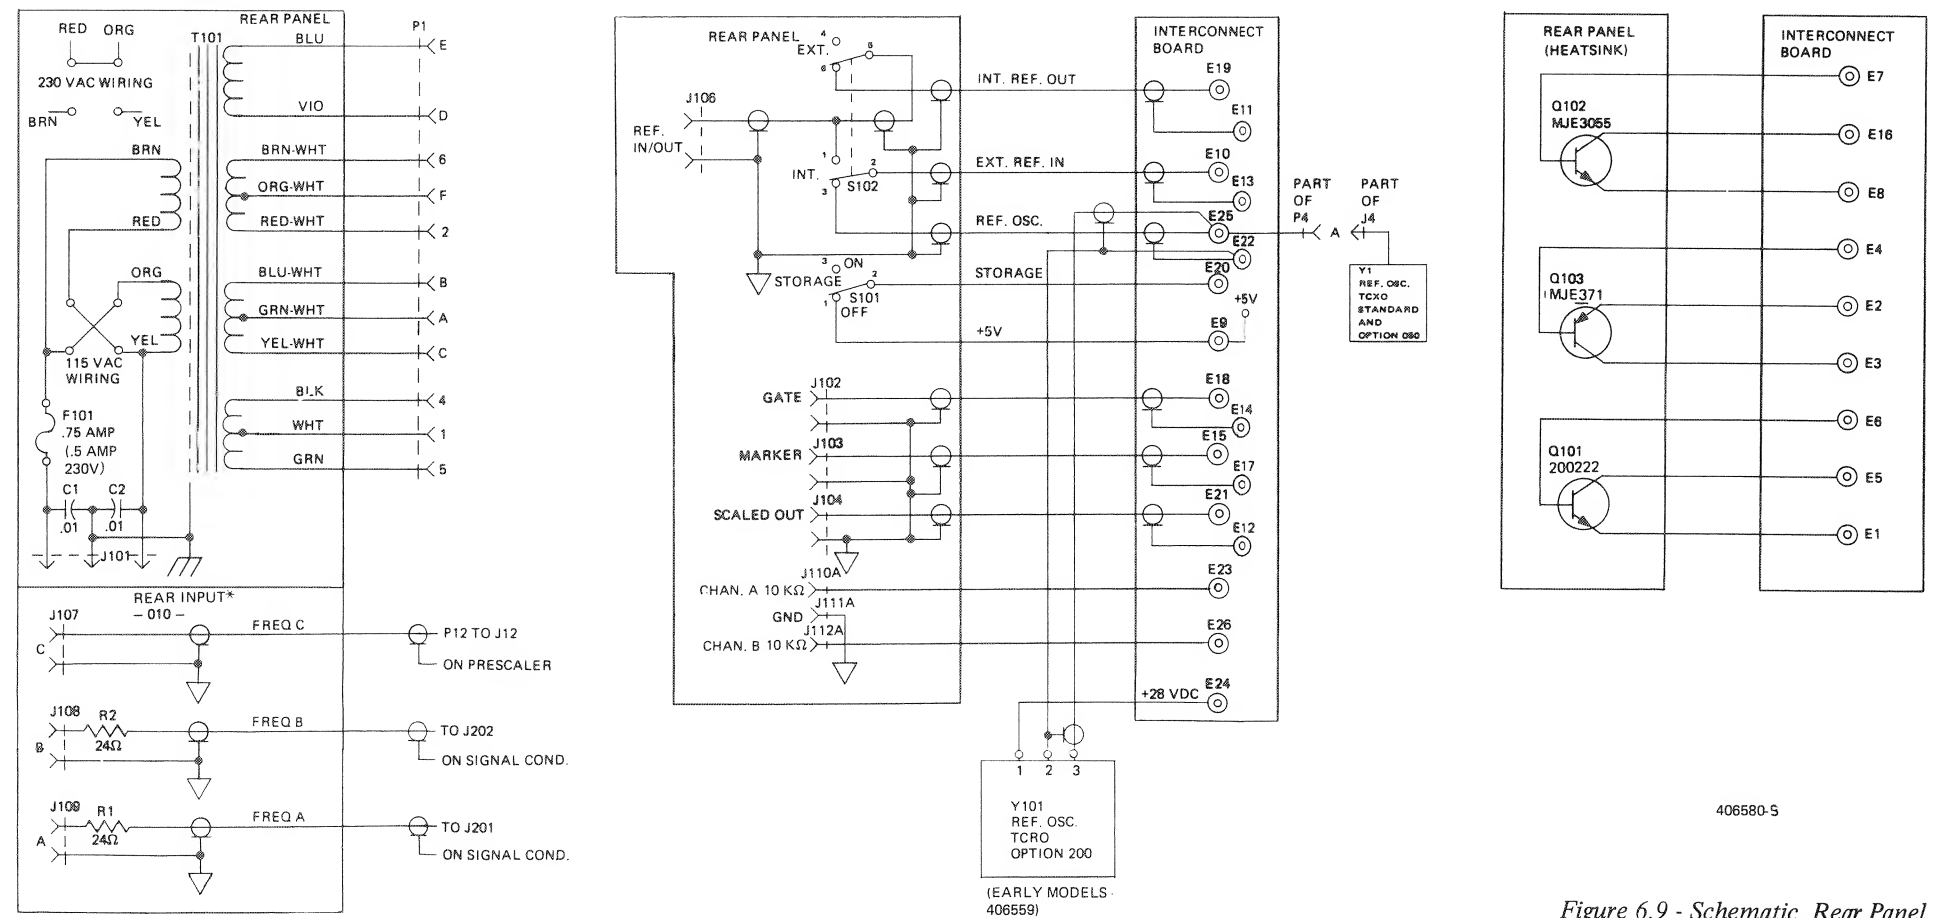 REAR PANEL
RED ORG
T101
BLU
P1
E
230 VAC WIRING
VIO
D
BRN YEL
BRN
BRN-WHT
6
ORG-WHT
F
RED
RED-WHT
2
ORG
BLU-WHT
B
GRN-WHT
A
YEL
YEL-WHT
C
115 VAC
WIRING
BLK
4
F101
.75 AMP
(.5 AMP
230V)
WHT
1
GRN
5
C1 C2
.01 .01
J101
REAR INPUT*
– 010 –
J107
C
FREQ C
P12 TO J12
ON PRESCALER
J108
R2
24Ω
B
FREQ B
TO J202
ON SIGNAL COND.
J109
R1
24Ω
A
FREQ A
TO J201
ON SIGNAL COND.
REAR PANEL
4
EXT.
5
6
J106
REF.
IN/OUT
1
INT.
2
3
S102
INT. REF. OUT
EXT. REF. IN
REF. OSC.
3 ON
STORAGE
2
1 S101
OFF
STORAGE
+5V
J102
GATE
J103
MARKER
J104
SCALED OUT
J110A
CHAN. A 10 KΩ
J111A
GND
J112A
CHAN. B 10 KΩ
INTERCONNECT
BOARD
E19
E11
E10
E13
E25
E22
E20
+5V
E9
E18
E14
E15
E17
E21
E12
E23
E26
E24
+28 VDC
PART
OF
P4
A
PART
OF
J4
Y1
REF. OSC.
TCXO
STANDARD
AND
OPTION 080
1 2 3
Y101
REF. OSC.
TCRO
OPTION 200
(EARLY MODELS
406559)
REAR PANEL
(HEATSINK)
INTERCONNECT
BOARD
E7
Q102
MJE3055
E16
E8
E4
Q103
MJE371
E2
E3
E6
Q101
200222
E5
E1
406580-S
Figure 6.9 - Schematic, Rear Panel